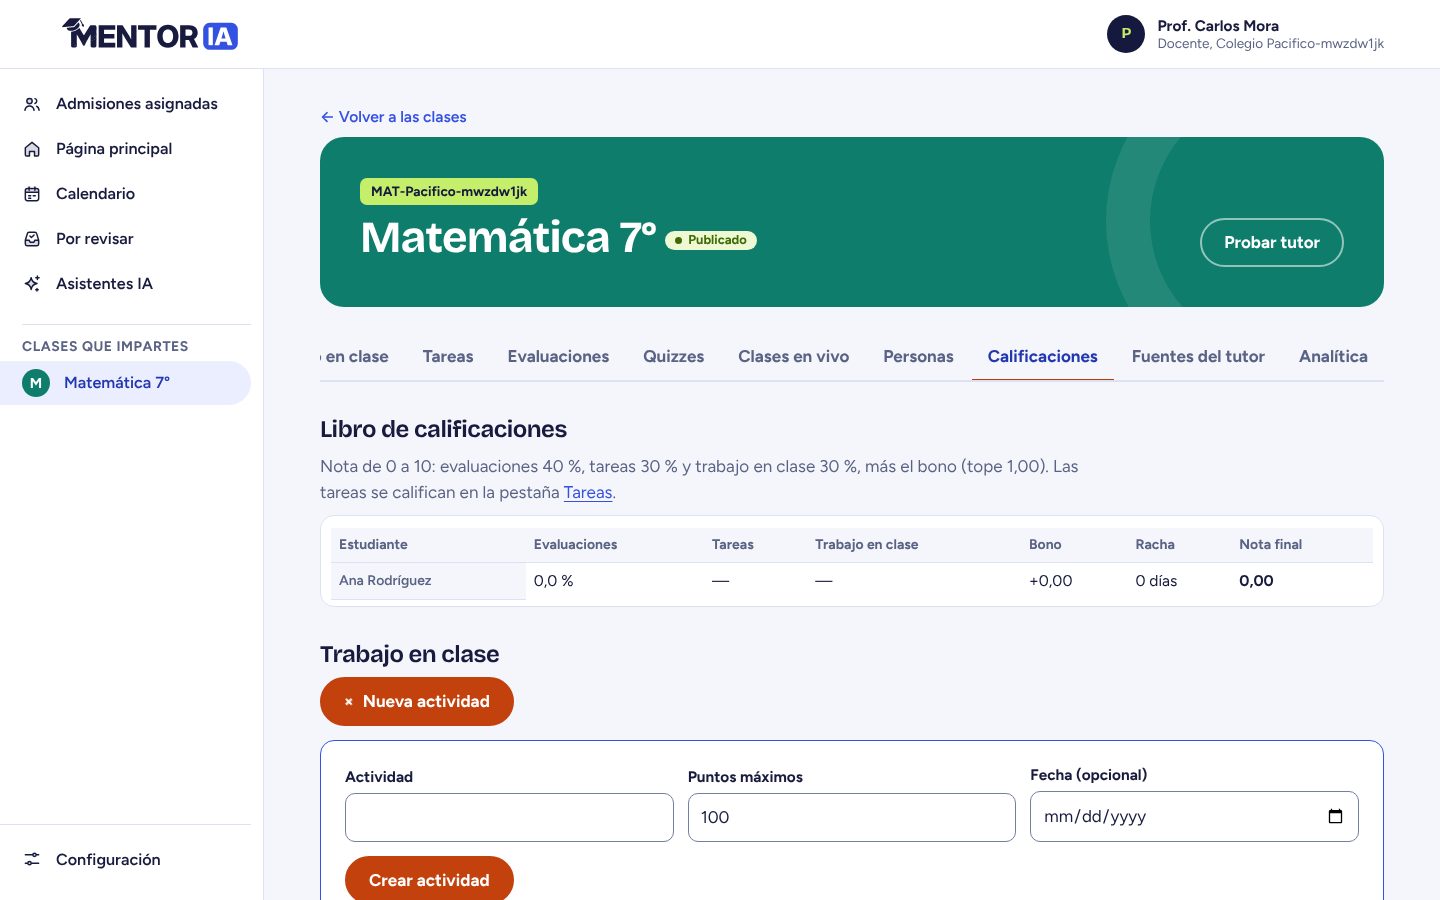 MENTOR IA
P
Prof. Carlos Mora
Docente, Colegio Pacifico-mwzdw1jk
Admisiones asignadas
Página principal
Calendario
Por revisar
Asistentes IA
CLASES QUE IMPARTES
M Matemática 7°
Configuración
← Volver a las clases
MAT-Pacifico-mwzdw1jk
Matemática 7° Publicado
Probar tutor
en clase Tareas Evaluaciones Quizzes Clases en vivo Personas Calificaciones Fuentes del tutor Analítica
Libro de calificaciones
Nota de 0 a 10: evaluaciones 40 %, tareas 30 % y trabajo en clase 30 %, más el bono (tope 1,00). Las
tareas se califican en la pestaña Tareas.
Estudiante Evaluaciones Tareas Trabajo en clase Bono Racha Nota final
Ana Rodríguez 0,0 % — — +0,00 0 días 0,00
Trabajo en clase
× Nueva actividad
Actividad Puntos máximos Fecha (opcional)
100 mm/dd/yyyy
Crear actividad